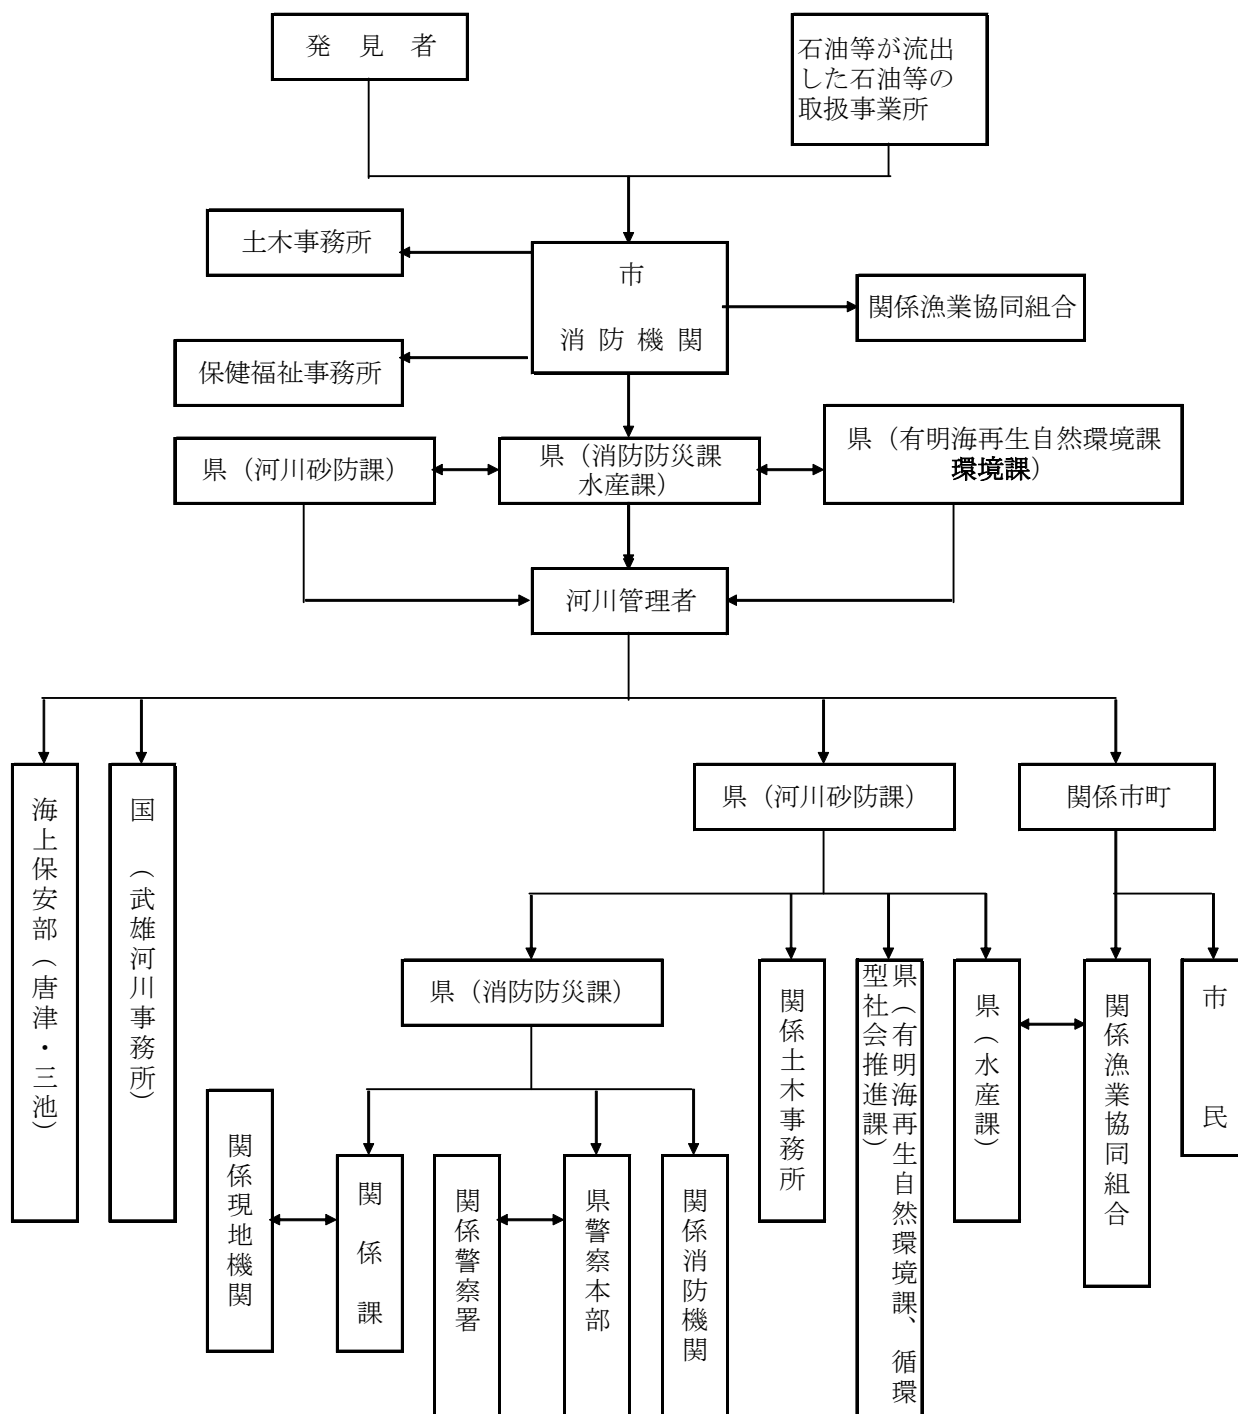 発見者
石油等が流出
した石油等の
取扱事業所
土木事務所
市
消防機関
関係漁業協同組合
保健福祉事務所
県（河川砂防課）
県（消防防災課
水産課）
県（有明海再生自然環境課
環境課）
河川管理者
海上保安部（唐津・三池）
国（武雄河川事務所）
県（河川砂防課）
関係市町
県（消防防災課）
関係土木事務所
県（有明海再生自然環境課、循環
型社会推進課）
県（水産課）
関係漁業協同組合
市民
関係現地機関
関係課
関係警察署
県警察本部
関係消防機関